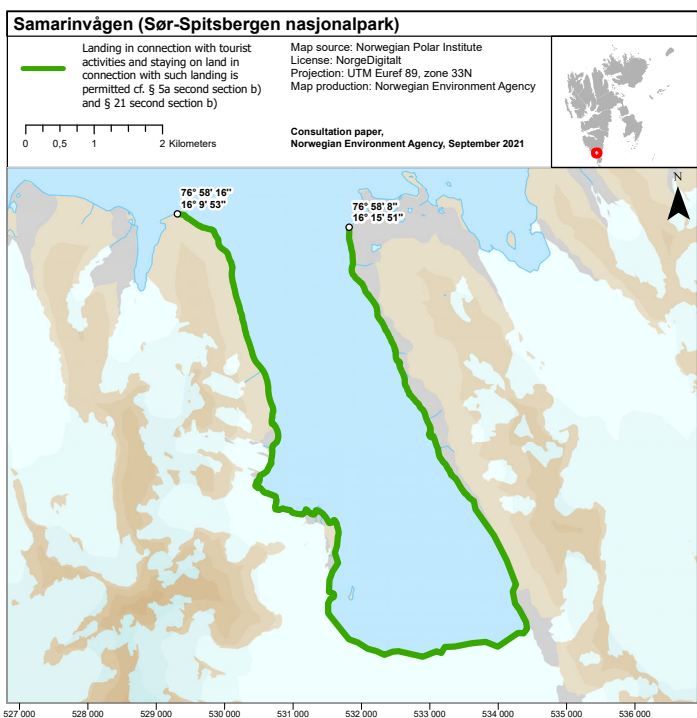 Samarinvågen (Sør-Spitsbergen nasjonalpark)
Landing in connection with tourist
activities and staying on land in
connection with such landing is
permitted cf. § 5a second section b)
and § 21 second section b)
0 0,5 1 2 Kilometers
Map source: Norwegian Polar Institute
License: NorgeDigitalt
Projection: UTM Euref 89, zone 33N
Map production: Norwegian Environment Agency
Consultation paper,
Norwegian Environment Agency, September 2021
N
76° 58' 16"
16° 9' 53"
76° 58' 8"
16° 15' 51"
527 000 528 000 529 000 530 000 531 000 532 000 533 000 534 000 535 000 536 000